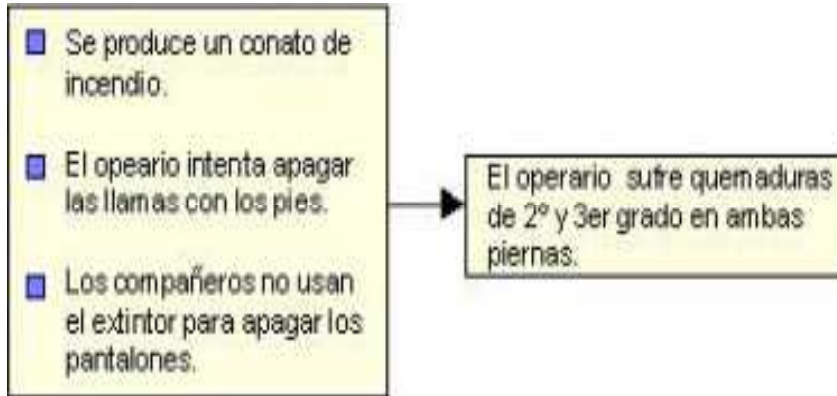 Se produce un conato de
incendio.
El opeario intenta apagar
las llamas con los pies.
Los compañeros no usan
el extintor para apagar los
pantalones.
El operario sufre quemaduras
de 2º y 3er grado en ambas
piernas.